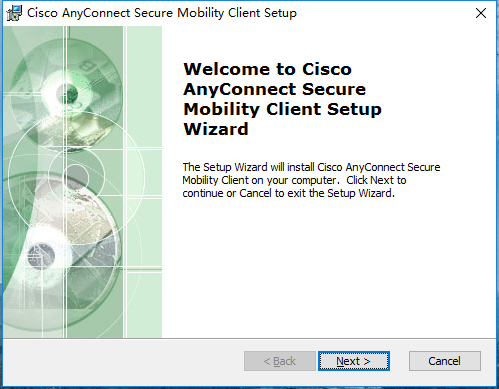 Cisco AnyConnect Secure Mobility Client Setup
Welcome to Cisco
AnyConnect Secure
Mobility Client Setup
Wizard
The Setup Wizard will install Cisco AnyConnect Secure
Mobility Client on your computer. Click Next to
continue or Cancel to exit the Setup Wizard.
< Back
Next >
Cancel